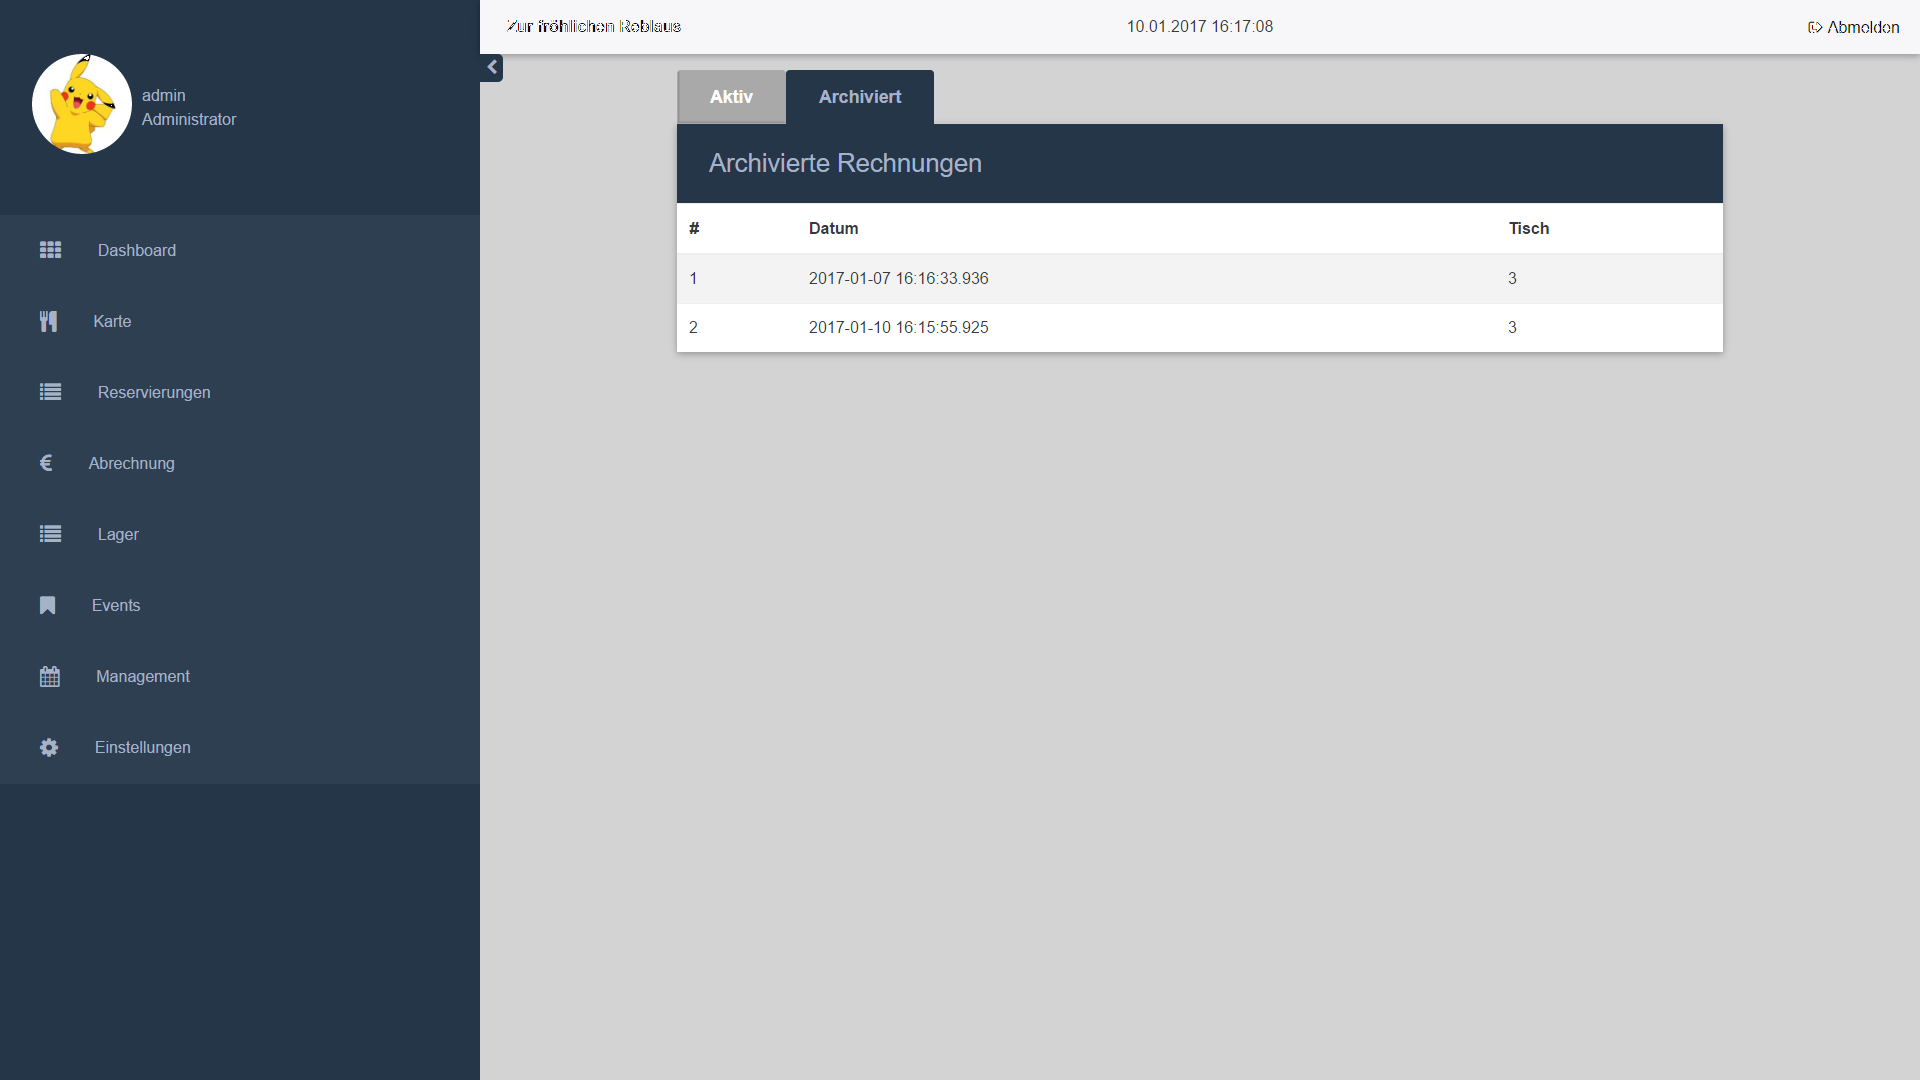 Zur fröhlichen Reblaus
10.01.2017 16:17:08
Abmelden
admin
Administrator
Dashboard
Karte
Reservierungen
Abrechnung
Lager
Events
Management
Einstellungen
Aktiv Archiviert
Archivierte Rechnungen
# Datum Tisch
1 2017-01-07 16:16:33.936 3
2 2017-01-10 16:15:55.925 3